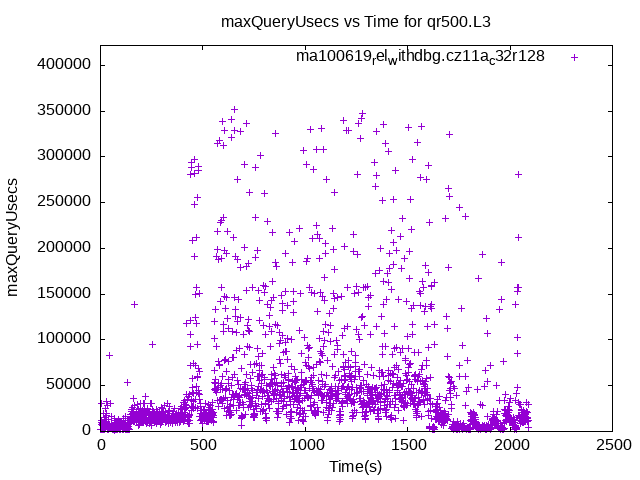 maxQueryUsecs vs Time for qr500.L3
ma100619relwithdbg.cz11ac32r128
400000
350000
300000
250000
200000
150000
100000
50000
0
maxQueryUsecs
0 500 1000 1500 2000 2500
Time(s)